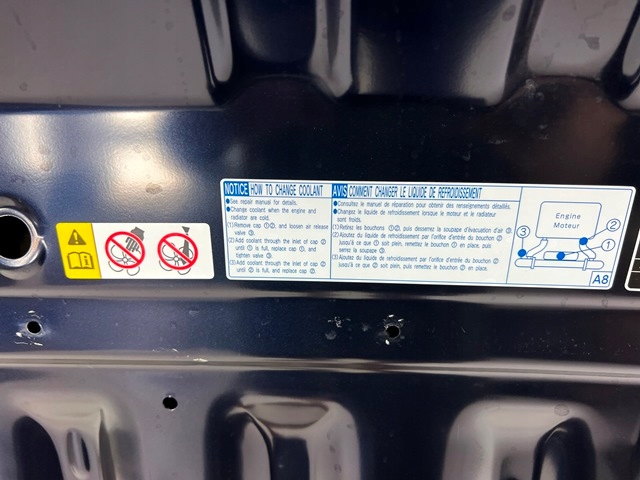 NOTICE HOW TO CHANGE COOLANT
●See repair manual for details.
●Change coolant when the engine and
radiator are cold.
(1)Remove cap ①②, and loosen air release
valve ③.
(2)Add coolant through the inlet of cap ②
until ① is full, replace cap ①, then
tighten valve ③.
(3)Add coolant through the inlet of cap ②
until ② is full, and replace cap ②.
AVIS COMMENT CHANGER LE LIQUIDE DE REFROIDISSEMENT
●Consultez le manuel de réparation pour obtenir des renseignements détaillés.
●Changez le liquide de refroidissement lorsque le moteur et le radiateur
sont froids.
(1)Retirez les bouchons ①②, puis desserrez la soupape d'évacuation d'air ③.
(2)Ajoutez du liquide de refroidissement par l'orifice d'entrée du bouchon ②
jusqu'à ce que ① soit plein, puis remettez le bouchon ① en place, et
serrez la soupape ③.
(3)Ajoutez du liquide de refroidissement par l'orifice d'entrée du bouchon ②
jusqu'à ce que ② soit plein, puis remettez le bouchon ② en place.
Engine
Moteur
②
③
①
A8